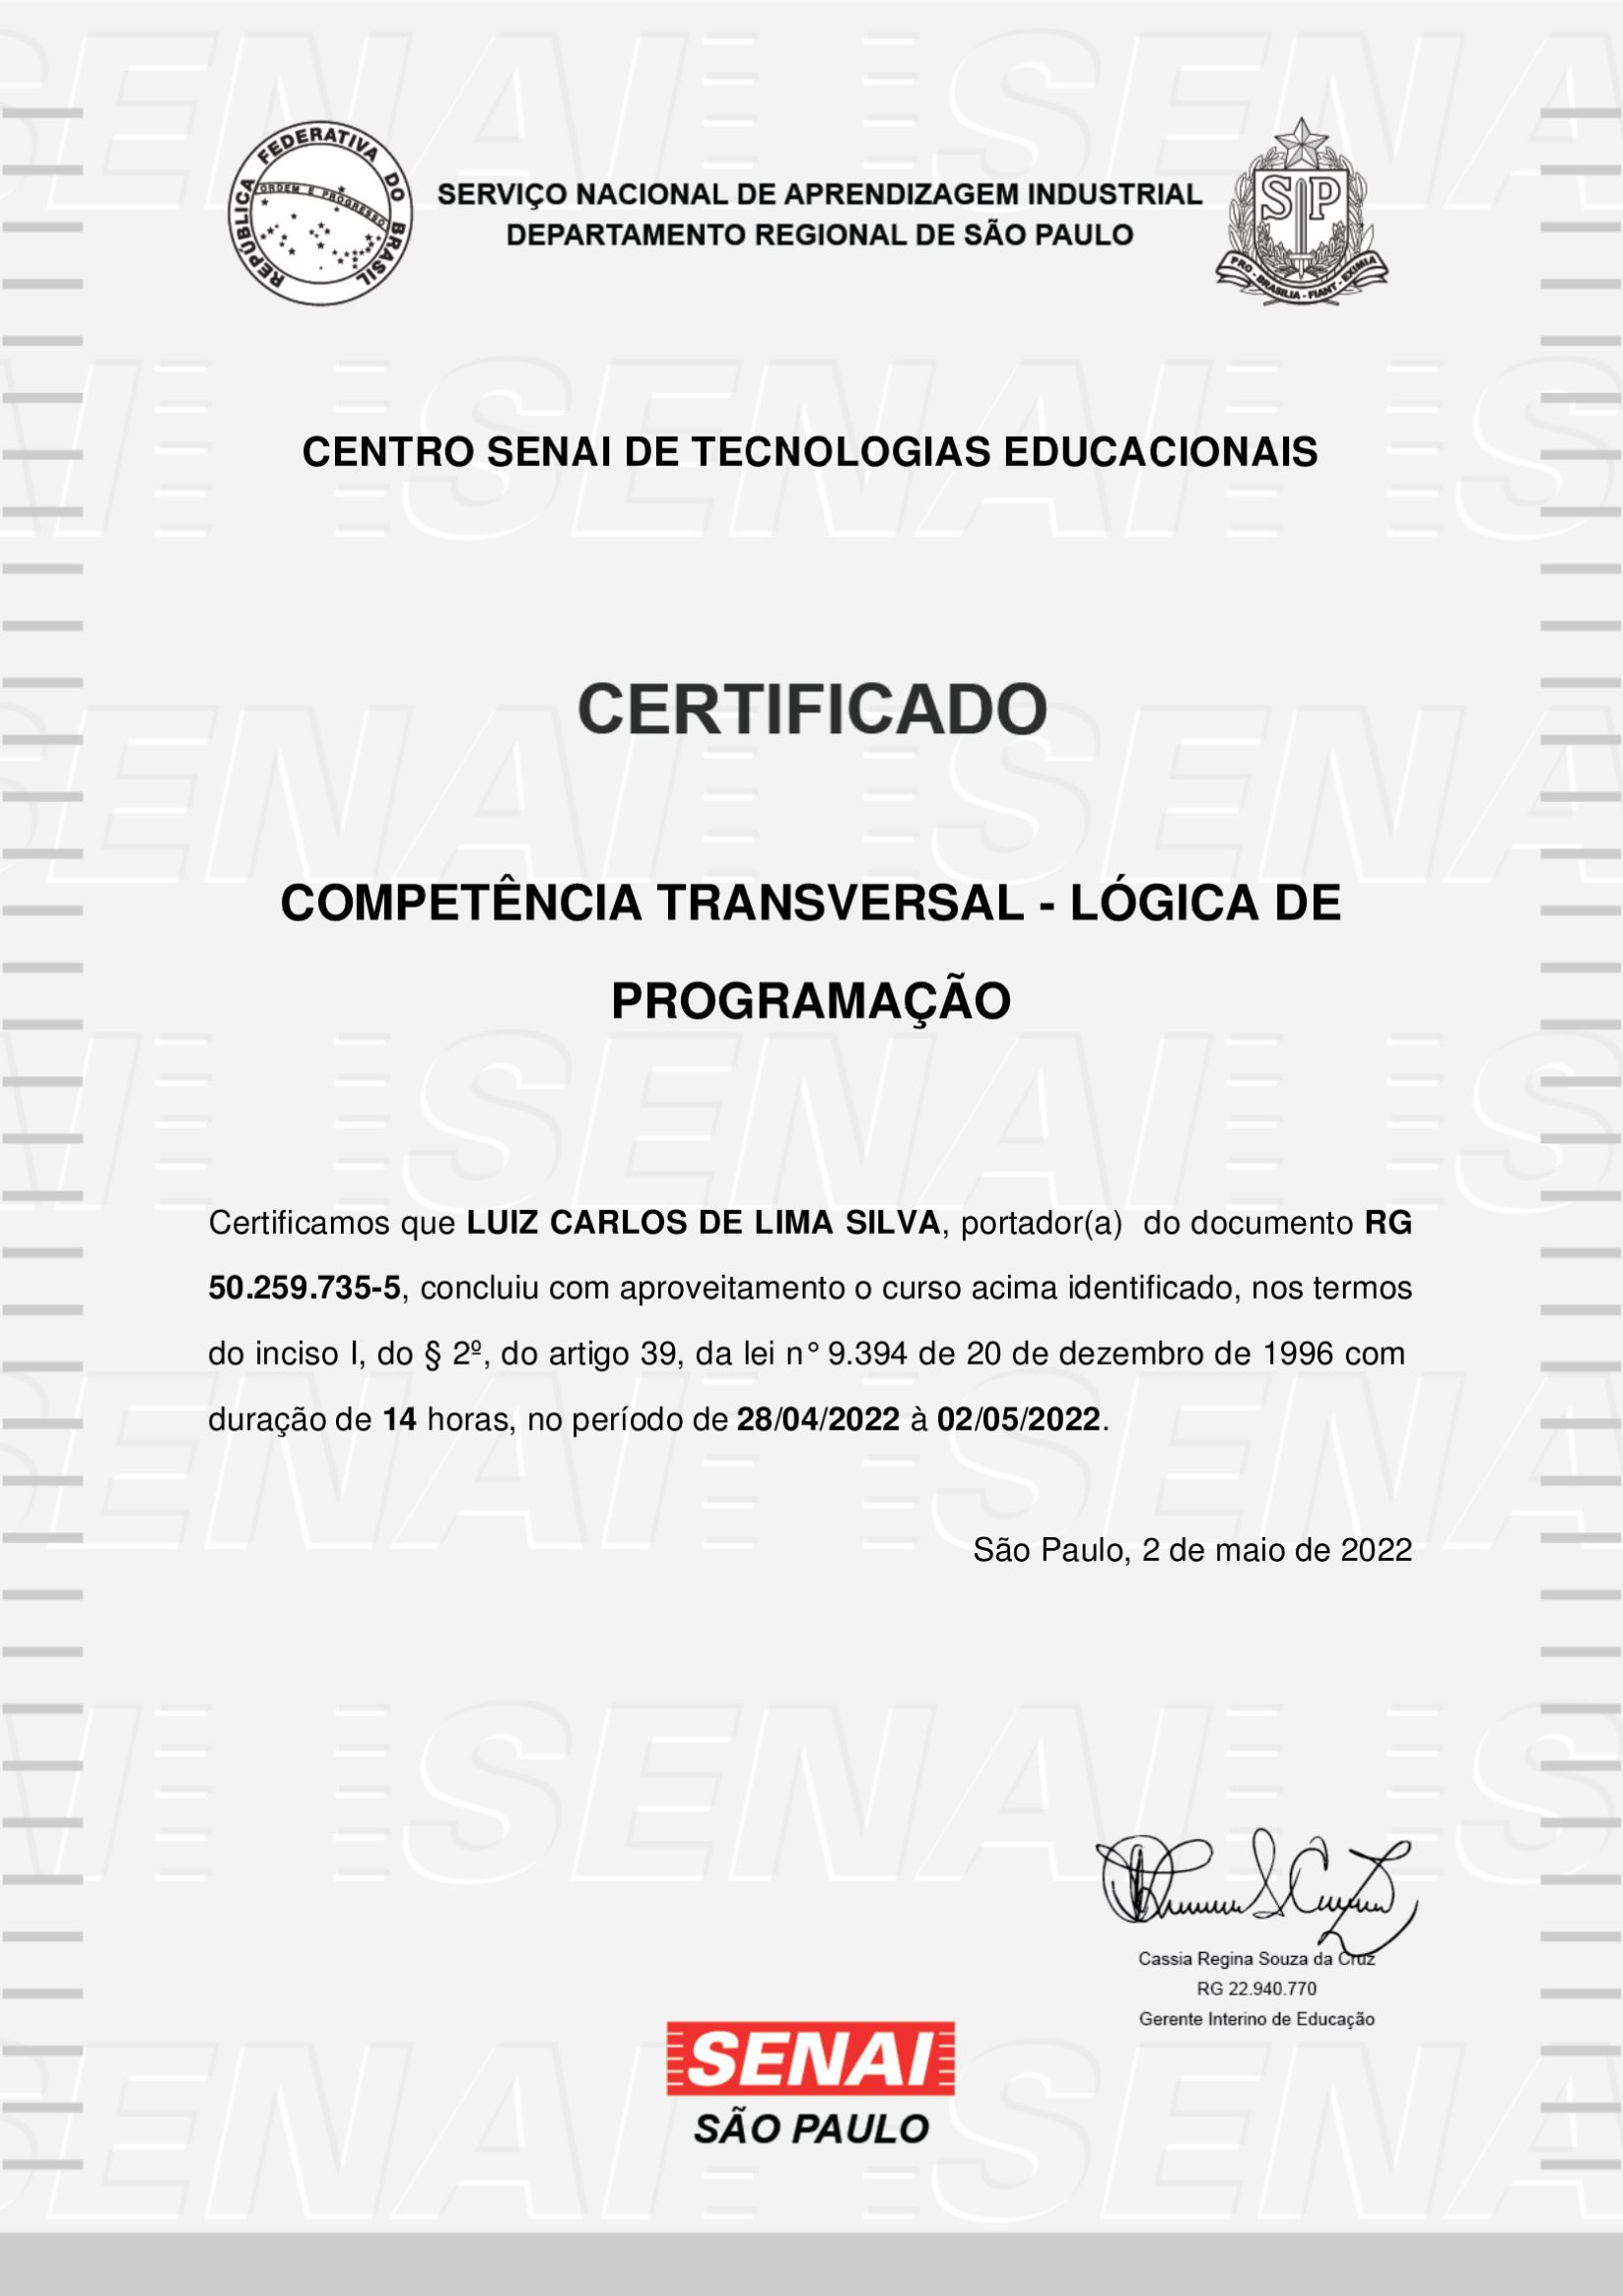 REPÚBLICA FEDERATIVA DO BRASIL
ORDEM E PROGRESSO
SERVIÇO NACIONAL DE APRENDIZAGEM INDUSTRIAL
DEPARTAMENTO REGIONAL DE SÃO PAULO
SP
PRO - BRASILIA - FIANT - EXIMIA
CENTRO SENAI DE TECNOLOGIAS EDUCACIONAIS
CERTIFICADO
COMPETÊNCIA TRANSVERSAL - LÓGICA DE
PROGRAMAÇÃO
Certificamos que LUIZ CARLOS DE LIMA SILVA, portador(a) do documento RG
50.259.735-5, concluiu com aproveitamento o curso acima identificado, nos termos
do inciso I, do § 2º, do artigo 39, da lei n° 9.394 de 20 de dezembro de 1996 com
duração de 14 horas, no período de 28/04/2022 à 02/05/2022.
São Paulo, 2 de maio de 2022
Cassia Regina Souza da Cruz
RG 22.940.770
Gerente Interino de Educação
SENAI
SÃO PAULO